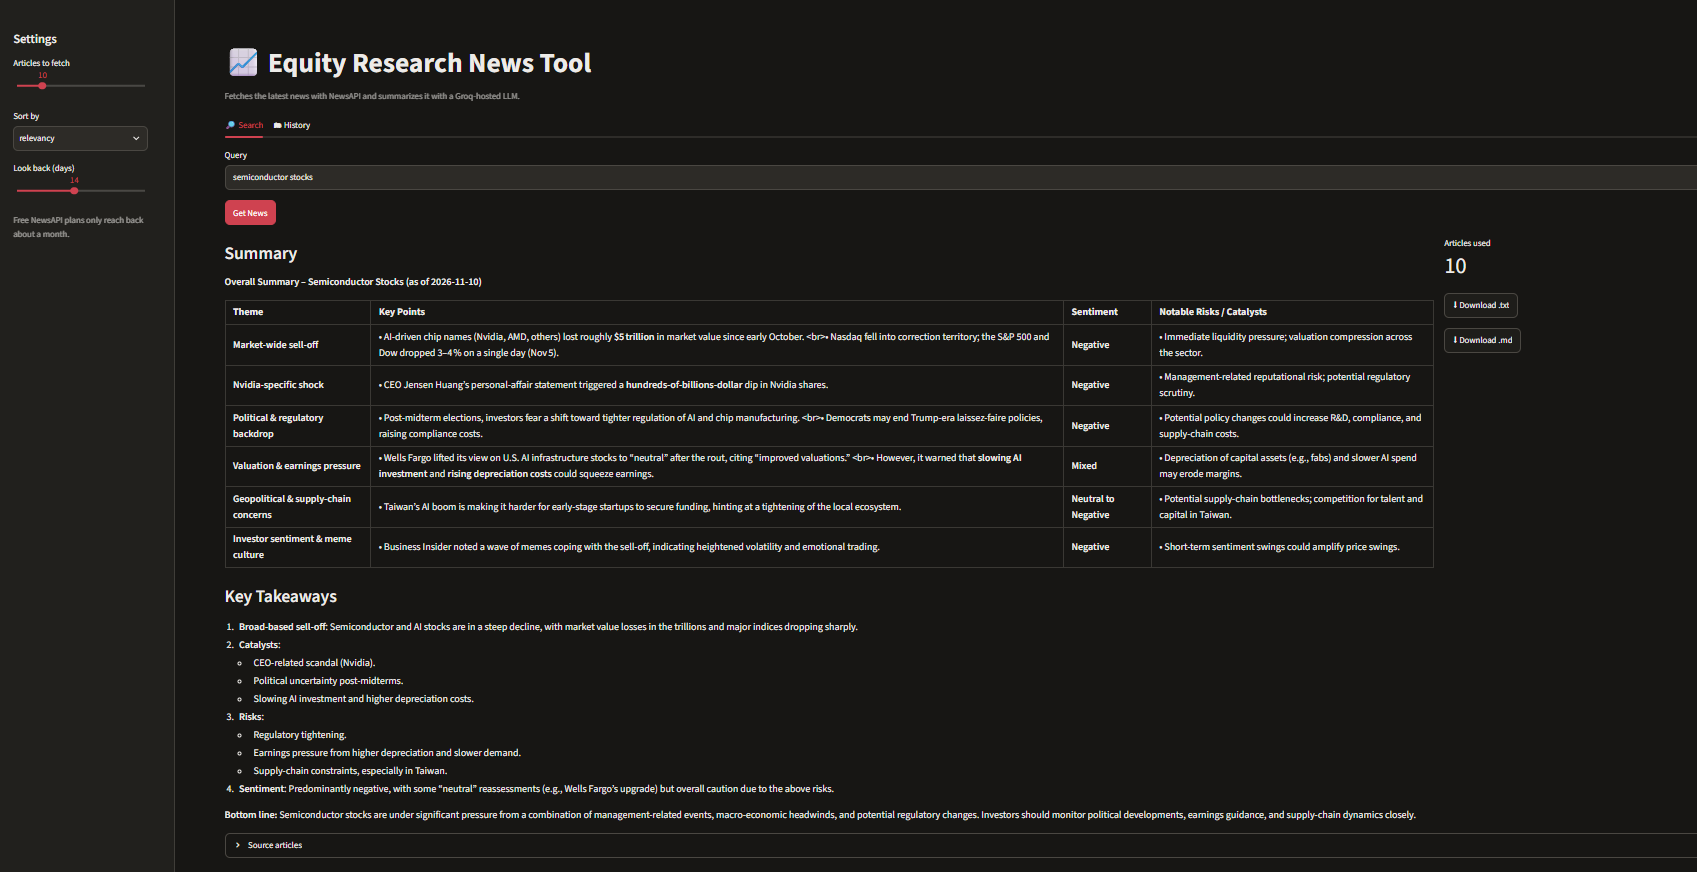 Settings
Articles to fetch
10
Sort by
relevancy
Look back (days)
14
Free NewsAPI plans only reach back
about a month.
Equity Research News Tool
Fetches the latest news with NewsAPI and summarizes it with a Groq-hosted LLM.
Search History
Query
semiconductor stocks
Get News
Summary
Overall Summary – Semiconductor Stocks (as of 2026-11-10)
Theme Key Points Sentiment Notable Risks / Catalysts
Market-wide sell-off
• AI-driven chip names (Nvidia, AMD, others) lost roughly $5 trillion in market value since early October. <br>• Nasdaq fell into correction territory; the S&P 500 and
Dow dropped 3–4% on a single day (Nov 5).
Negative
• Immediate liquidity pressure; valuation compression across
the sector.
Nvidia-specific shock
• CEO Jensen Huang's personal-affair statement triggered a hundreds-of-billions-dollar dip in Nvidia shares.
Negative
• Management-related reputational risk; potential regulatory
scrutiny.
Political & regulatory
backdrop
• Post-midterm elections, investors fear a shift toward tighter regulation of AI and chip manufacturing. <br>• Democrats may end Trump-era laissez-faire policies,
raising compliance costs.
Negative
• Potential policy changes could increase R&D, compliance, and
supply-chain costs.
Valuation & earnings pressure
• Wells Fargo lifted its view on U.S. AI infrastructure stocks to “neutral” after the rout, citing “improved valuations.” <br>• However, it warned that slowing AI
investment and rising depreciation costs could squeeze earnings.
Mixed
• Depreciation of capital assets (e.g., fabs) and slower AI spend
may erode margins.
Geopolitical & supply-chain
concerns
• Taiwan’s AI boom is making it harder for early-stage startups to secure funding, hinting at a tightening of the local ecosystem.
Neutral to
Negative
• Potential supply-chain bottlenecks; competition for talent and
capital in Taiwan.
Investor sentiment & meme
culture
• Business Insider noted a wave of memes coping with the sell-off, indicating heightened volatility and emotional trading.
Negative
• Short-term sentiment swings could amplify price swings.
Articles used
10
Download .txt
Download .md
Key Takeaways
1. Broad-based sell-off: Semiconductor and AI stocks are in a steep decline, with market value losses in the trillions and major indices dropping sharply.
2. Catalysts:
CEO-related scandal (Nvidia).
Political uncertainty post-midterms.
Slowing AI investment and higher depreciation costs.
3. Risks:
Regulatory tightening.
Earnings pressure from higher depreciation and slower demand.
Supply-chain constraints, especially in Taiwan.
4. Sentiment: Predominantly negative, with some “neutral” reassessments (e.g., Wells Fargo’s upgrade) but overall caution due to the above risks.
Bottom line: Semiconductor stocks are under significant pressure from a combination of management-related events, macro-economic headwinds, and potential regulatory changes. Investors should monitor political developments, earnings guidance, and supply-chain dynamics closely.
Source articles